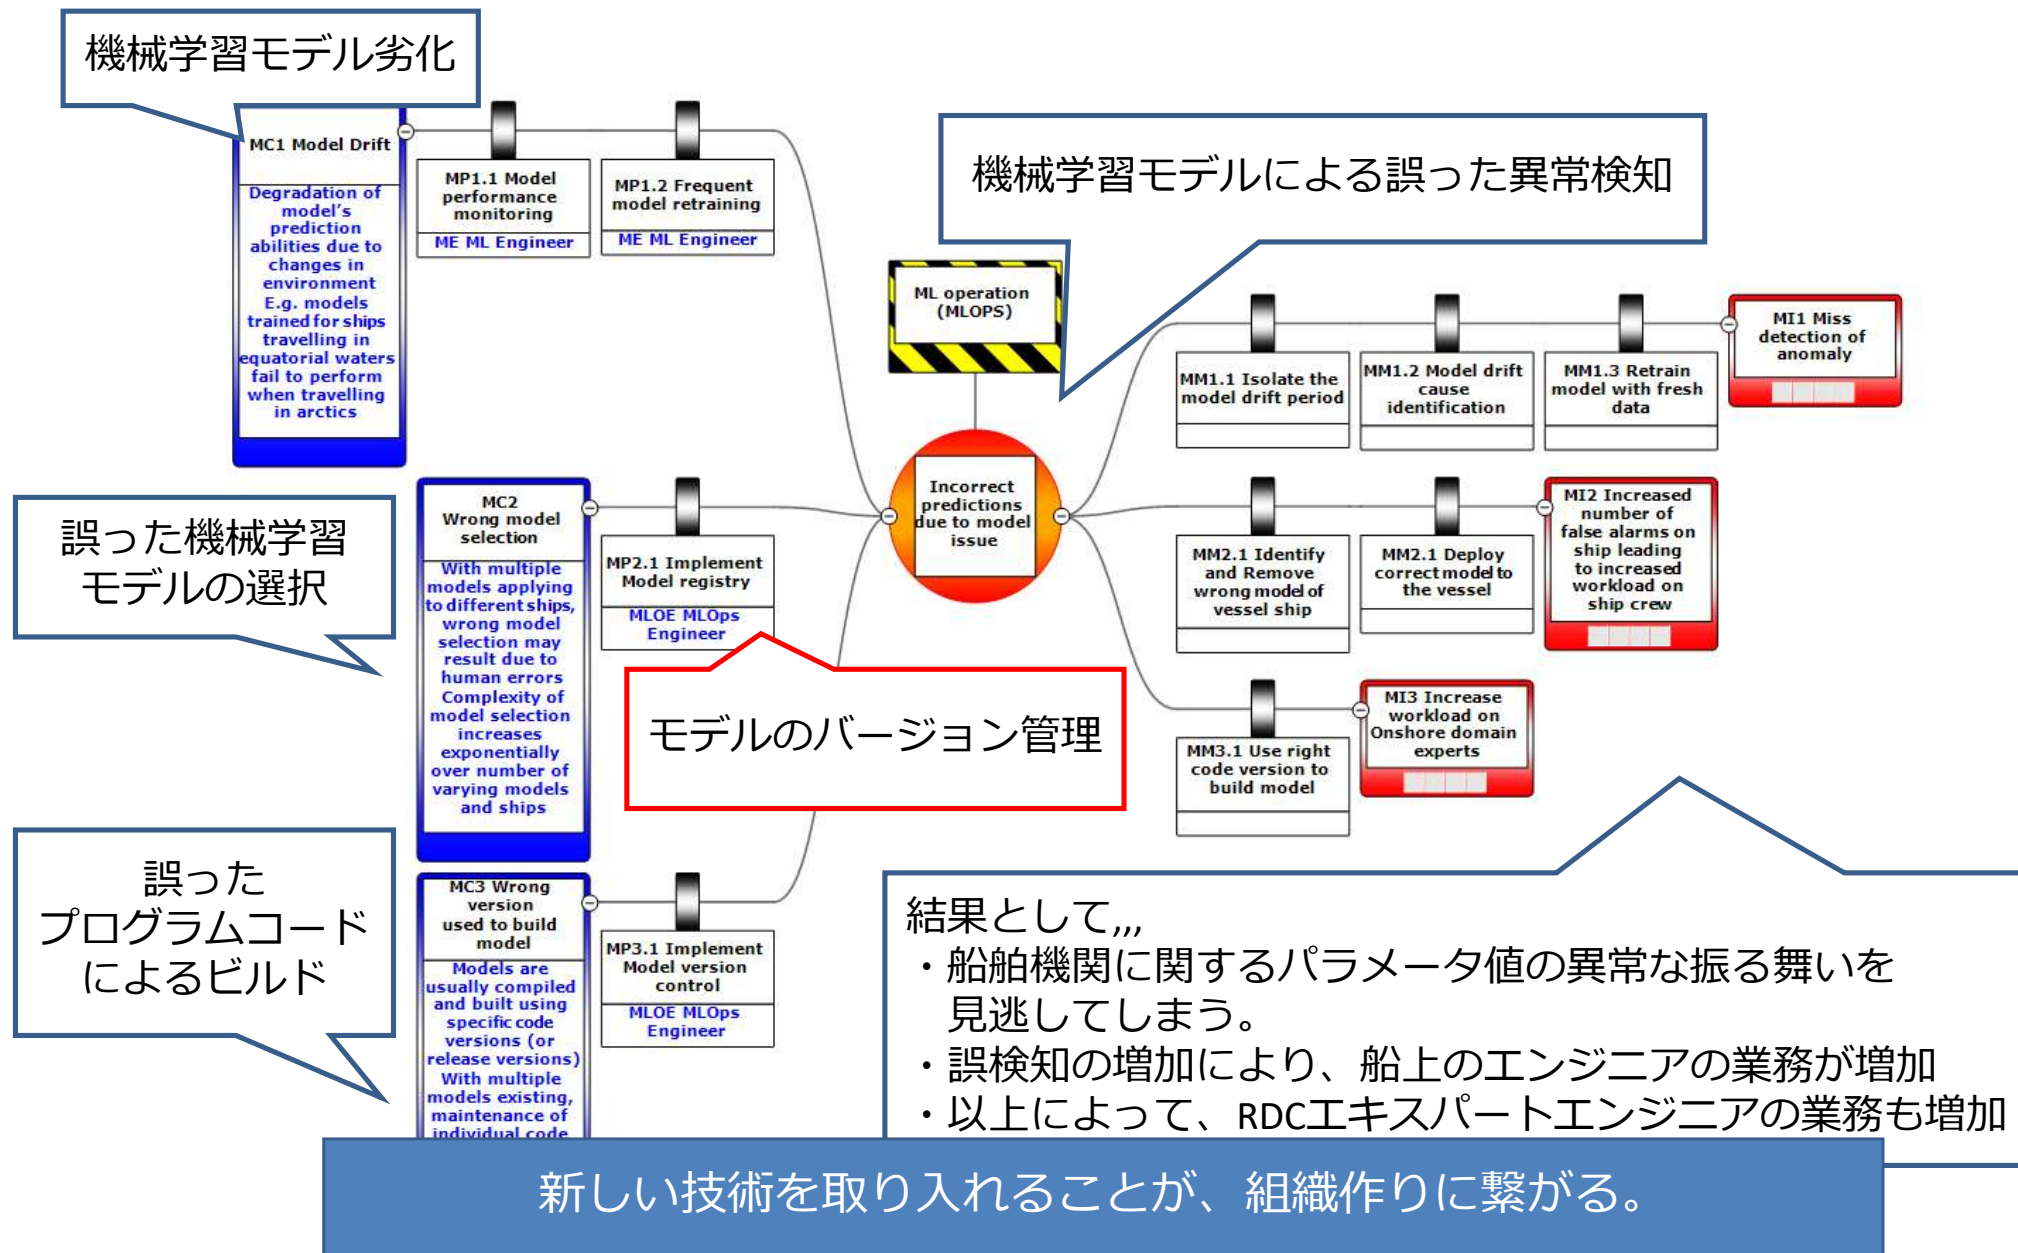 機械学習モデル劣化
MC1 Model Drift
Degradation of
model's
prediction
abilities due to
changes in
environment
E.g. models
trained for ships
travelling in
equatorial waters
fail to perform
when travelling
in arctics
MP1.1 Model
performance
monitoring
ME ML Engineer
MP1.2 Frequent
model retraining
ME ML Engineer
機械学習モデルによる誤った異常検知
ML operation
(MLOPS)
Incorrect
predictions
due to model
issue
MM1.1 Isolate the
model drift period
MM1.2 Model drift
cause
identification
MM1.3 Retrain
model with fresh
data
MI1 Miss
detection of
anomaly
誤った機械学習
モデルの選択
MC2
Wrong model
selection
With multiple
models applying
to different ships,
wrong model
selection may
result due to
human errors
Complexity of
model selection
increases
exponentially
over number of
varying models
and ships
MP2.1 Implement
Model registry
MLOE MLOps
Engineer
モデルのバージョン管理
MM2.1 Identify
and Remove
wrong model of
vessel ship
MM2.1 Deploy
correct model to
the vessel
MI2 Increased
number of
false alarms on
ship leading
to increased
workload on
ship crew
MM3.1 Use right
code version to
build model
MI3 Increase
workload on
Onshore domain
experts
誤った
プログラムコード
によるビルド
MC3 Wrong
version
used to build
model
Models are
usually compiled
and built using
specific code
versions (or
release versions)
With multiple
models existing,
maintenance of
individual code
MP3.1 Implement
Model version
control
MLOE MLOps
Engineer
結果として,,,
・船舶機関に関するパラメータ値の異常な振る舞いを
見逃してしまう。
・誤検知の増加により、船上のエンジニアの業務が増加
・以上によって、RDCエキスパートエンジニアの業務も増加
新しい技術を取り入れることが、組織作りに繋がる。